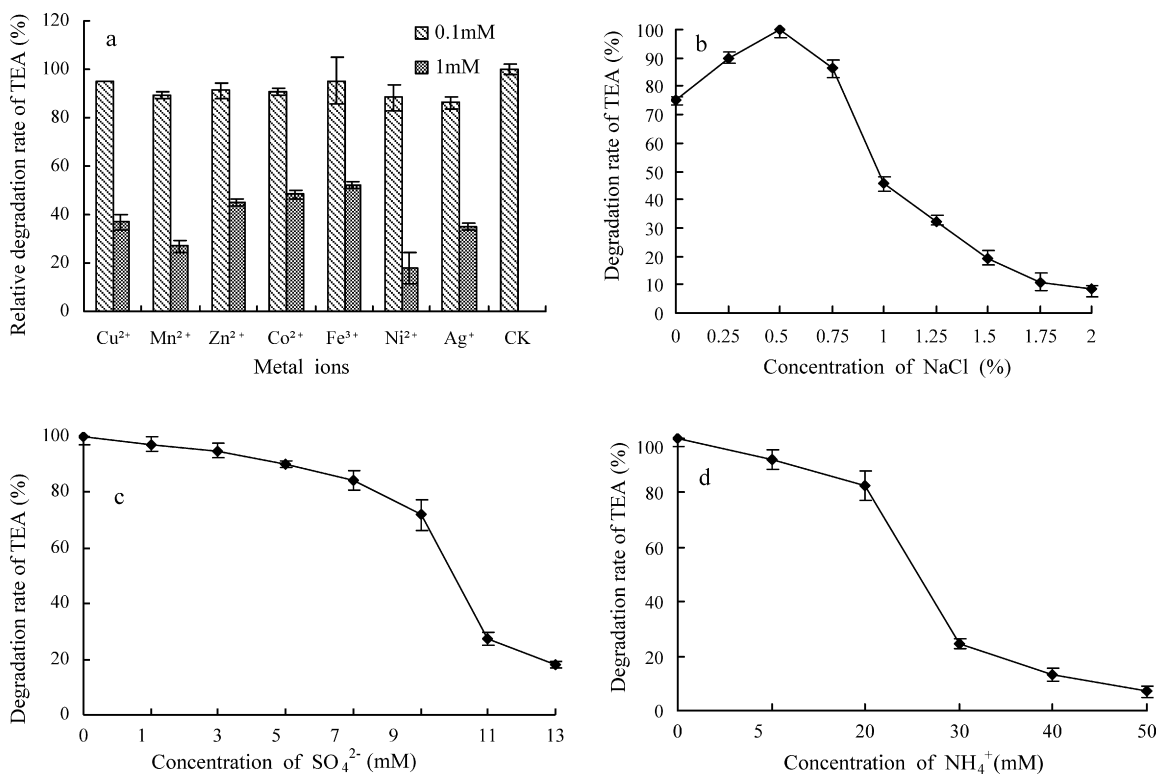 Relative degradation rate of TEA (%)
120
100
80
60
40
20
0
a
0.1mM
1mM
Cu²⁺ Mn²⁺ Zn²⁺ Co²⁺ Fe³⁺ Ni²⁺ Ag⁺ CK
Metal ions
Degradation rate of TEA (%)
100
90
80
70
60
50
40
30
20
10
0
b
0 0.25 0.5 0.75 1 1.25 1.5 1.75 2
Concentration of NaCl (%)
Degradation rate of TEA (%)
100
80
60
40
20
0
c
0 1 3 5 7 9 11 13
Concentration of SO₄²⁻ (mM)
Degradation rate of TEA (%)
100
80
60
40
20
0
d
0 5 20 30 40 50
Concentration of NH₄⁺(mM)